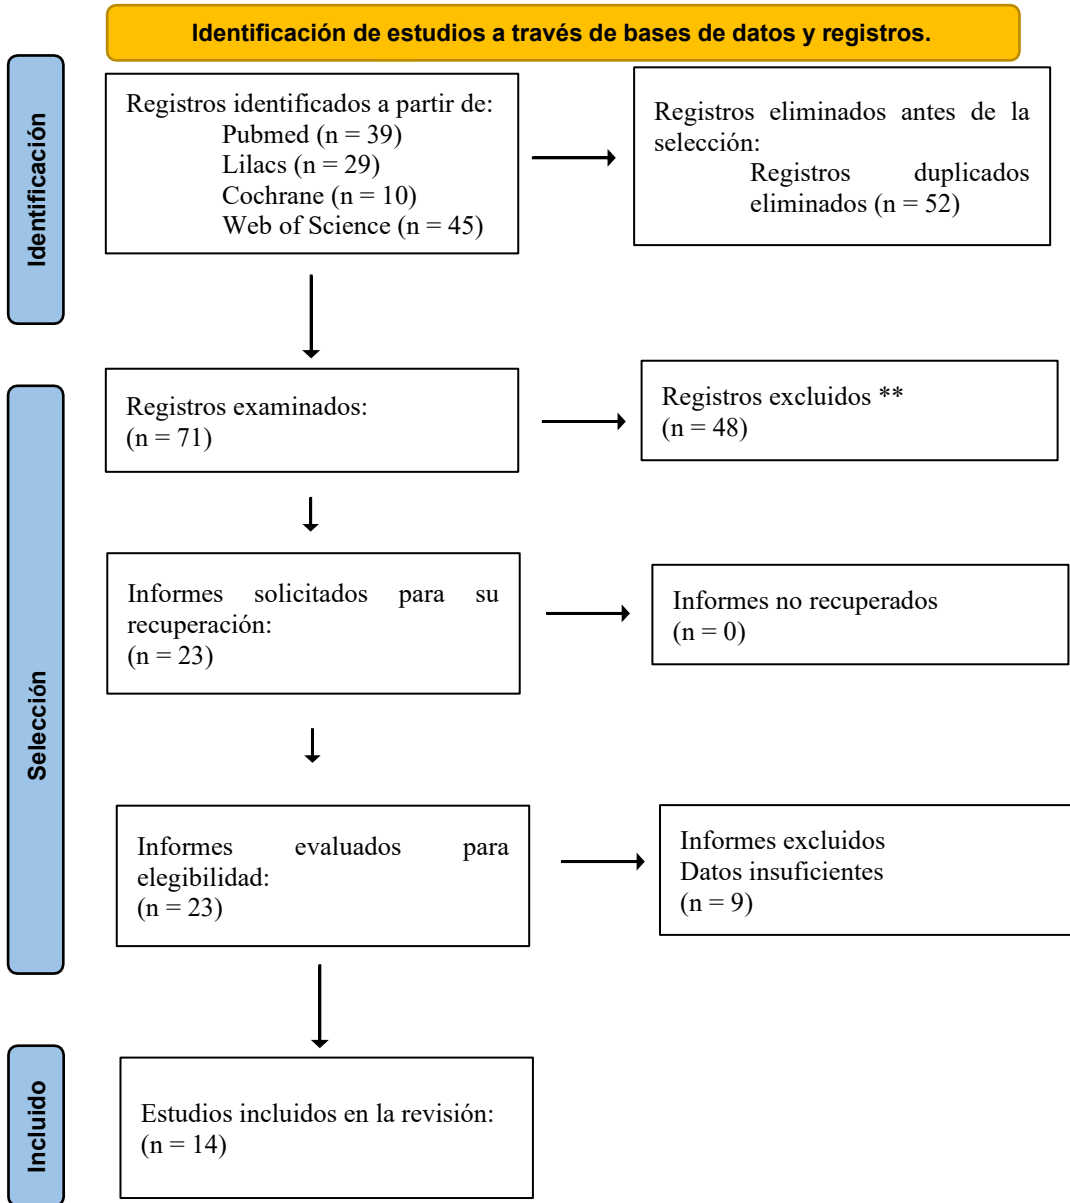 Identificación de estudios a través de bases de datos y registros.
Identificación
Registros identificados a partir de:
Pubmed (n = 39)
Lilacs (n = 29)
Cochrane (n = 10)
Web of Science (n = 45)
Registros eliminados antes de la
selección:
Registros duplicados
eliminados (n = 52)
Selección
Registros examinados:
(n = 71)
Registros excluidos **
(n = 48)
Informes solicitados para su
recuperación:
(n = 23)
Informes no recuperados
(n = 0)
Informes evaluados para
elegibilidad:
(n = 23)
Informes excluidos
Datos insuficientes
(n = 9)
Incluido
Estudios incluidos en la revisión:
(n = 14)